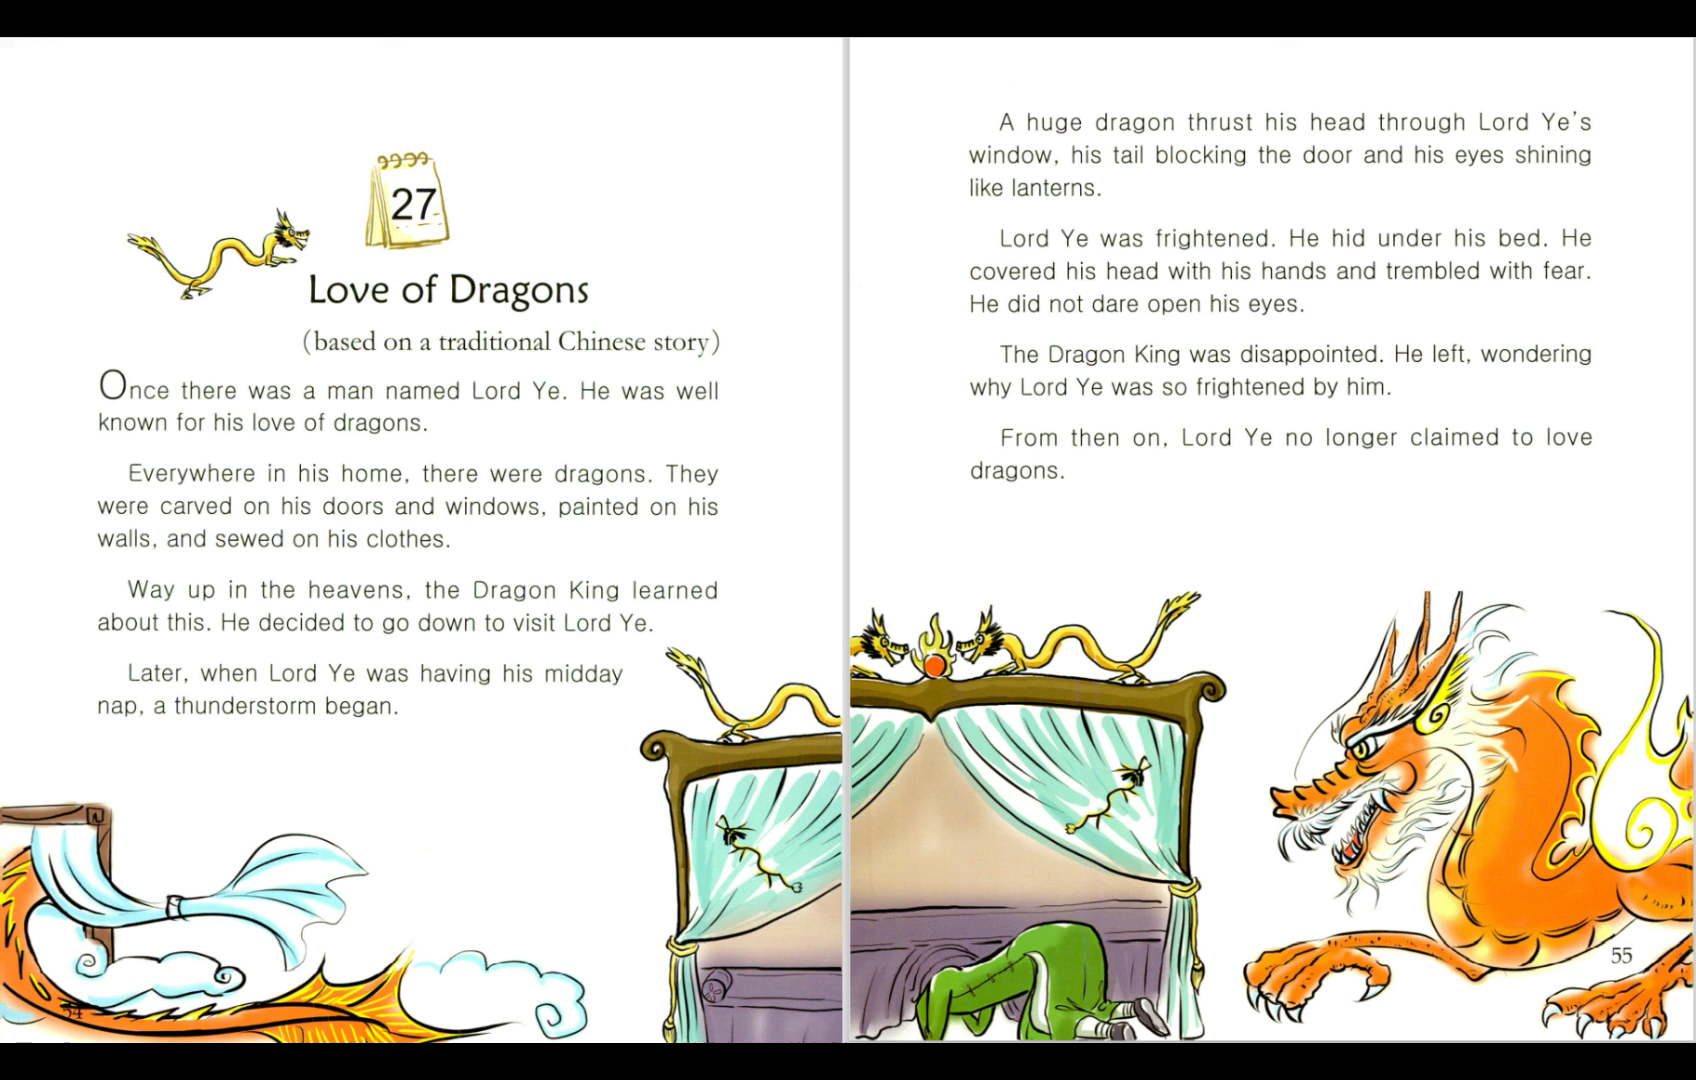 27
Love of Dragons
(based on a traditional Chinese story)
Once there was a man named Lord Ye. He was well
known for his love of dragons.
Everywhere in his home, there were dragons. They
were carved on his doors and windows, painted on his
walls, and sewed on his clothes.
Way up in the heavens, the Dragon King learned
about this. He decided to go down to visit Lord Ye.
Later, when Lord Ye was having his midday
nap, a thunderstorm began.
54
A huge dragon thrust his head through Lord Ye's
window, his tail blocking the door and his eyes shining
like lanterns.
Lord Ye was frightened. He hid under his bed. He
covered his head with his hands and trembled with fear.
He did not dare open his eyes.
The Dragon King was disappointed. He left, wondering
why Lord Ye was so frightened by him.
From then on, Lord Ye no longer claimed to love
dragons.
55